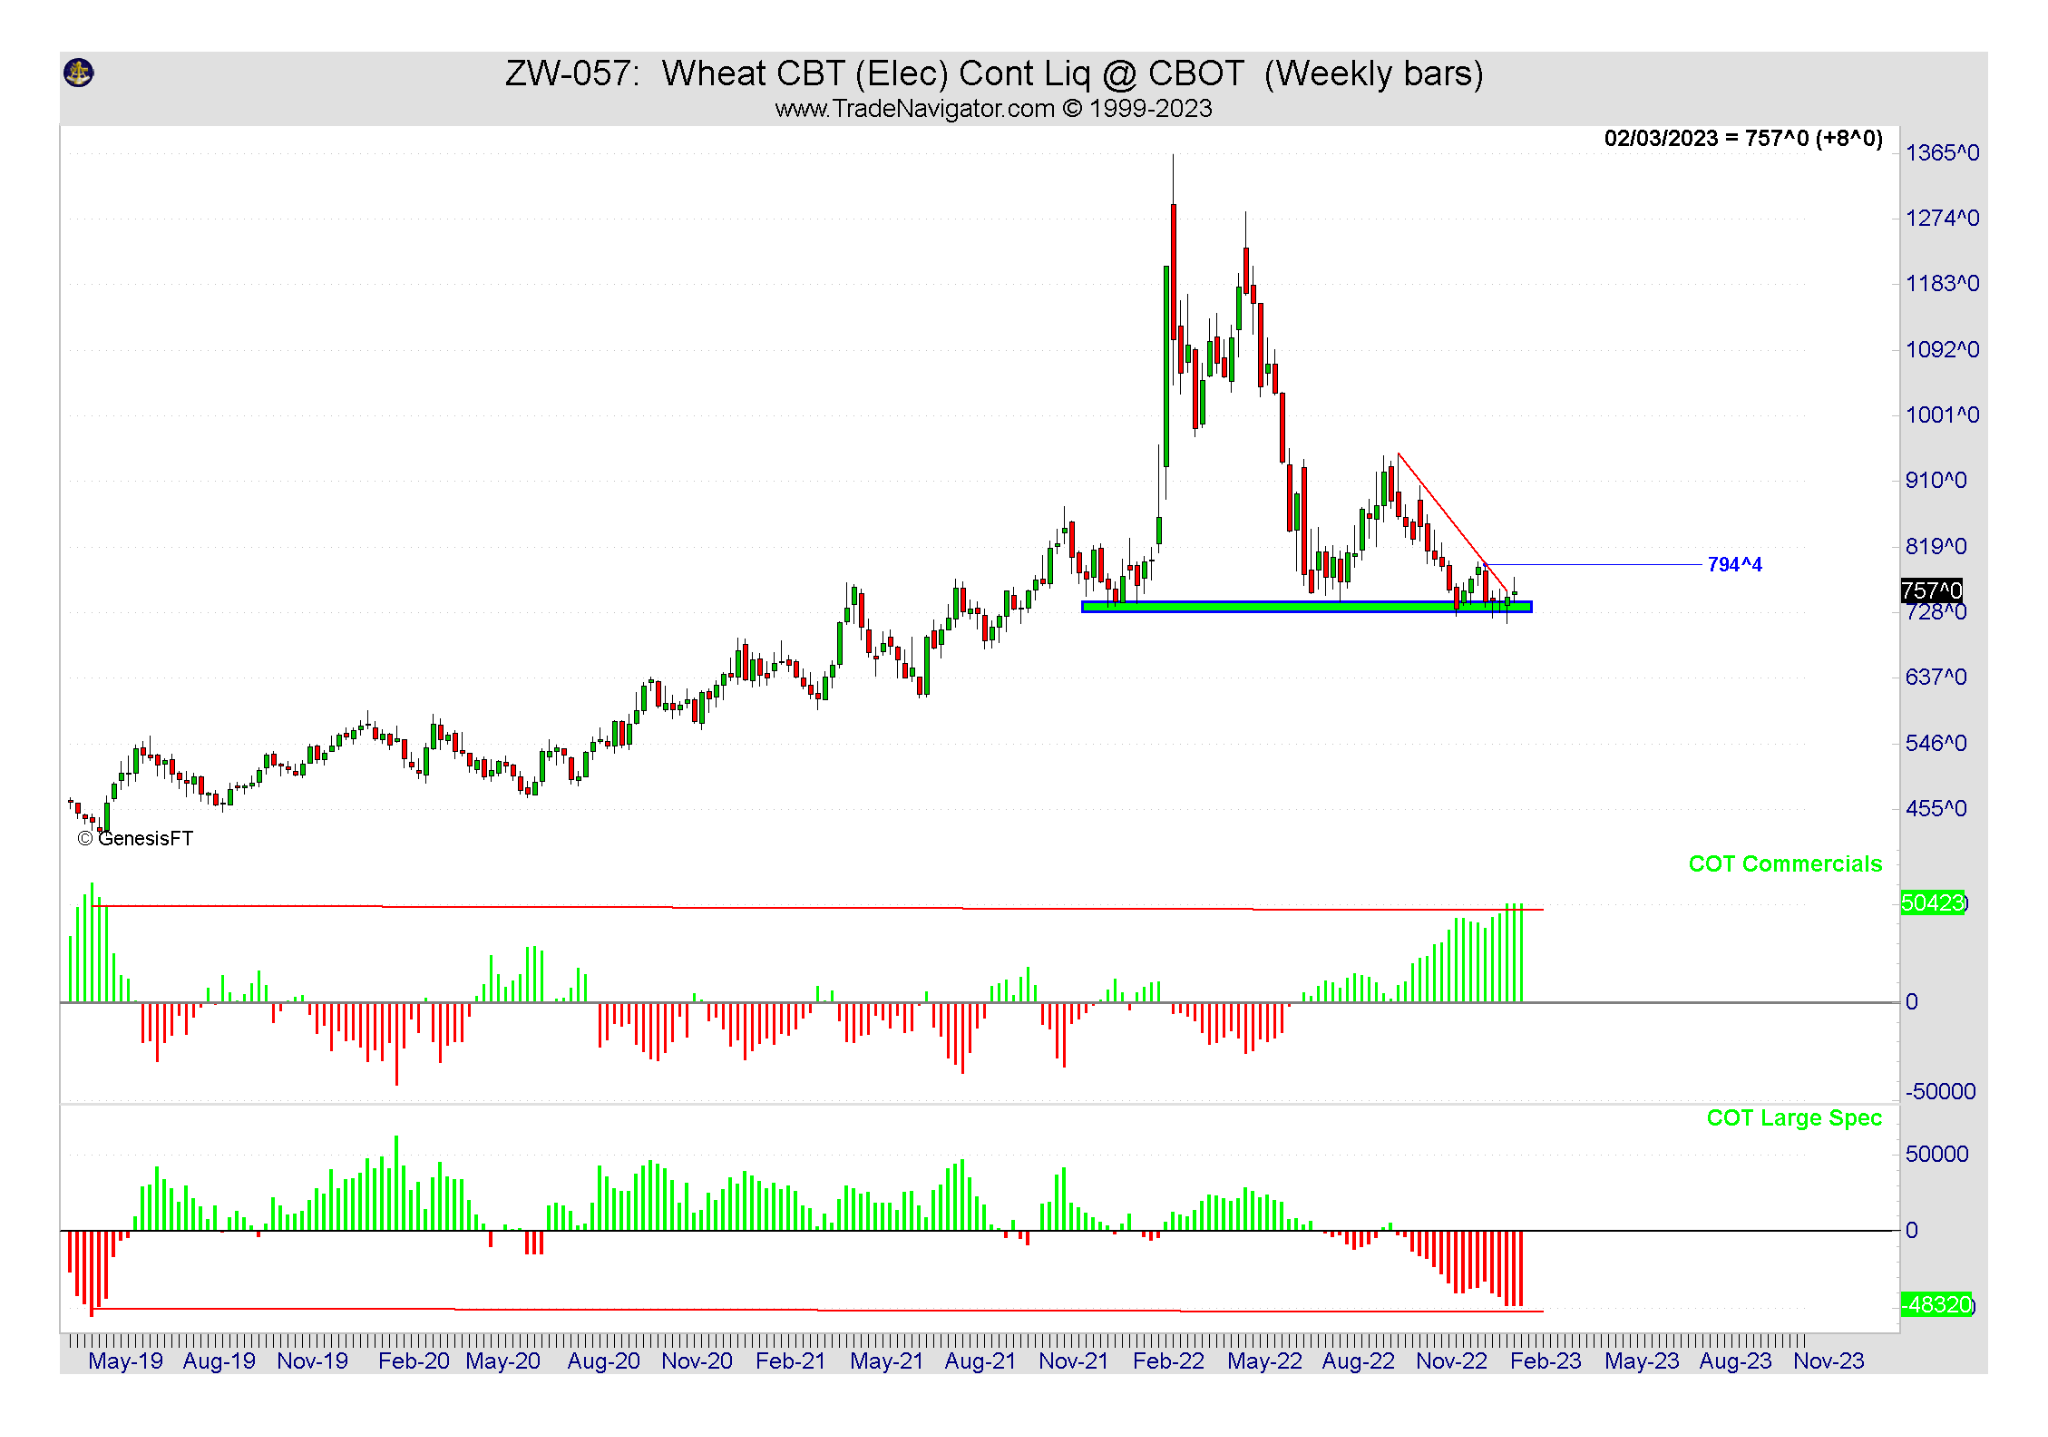 ZW-057: Wheat CBT (Elec) Cont Liq @ CBOT (Weekly bars)
www.TradeNavigator.com © 1999-2023
02/03/2023 = 757^0 (+8^0)
1365^0
1274^0
1183^0
1092^0
1001^0
910^0
819^0
794^4
757^0
728^0
637^0
546^0
455^0
© GenesisFT
COT Commercials
50423
0
-50000
COT Large Spec
50000
0
-48320
May-19 Aug-19 Nov-19 Feb-20 May-20 Aug-20 Nov-20 Feb-21 May-21 Aug-21 Nov-21 Feb-22 May-22 Aug-22 Nov-22 Feb-23 May-23 Aug-23 Nov-23